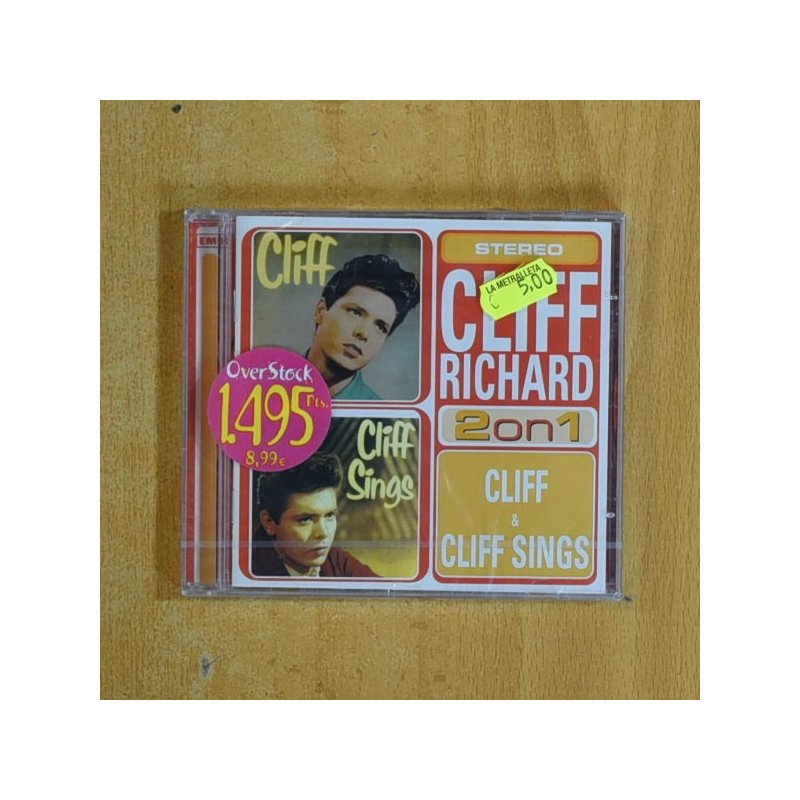 EMI
Cliff
STEREO
LA METRALLETA
€ 5,00
CLIFF
RICHARD
2on1
OverStock
1.495 Pts.
8,99€
Cliff
Sings
CLIFF
&
CLIFF SINGS